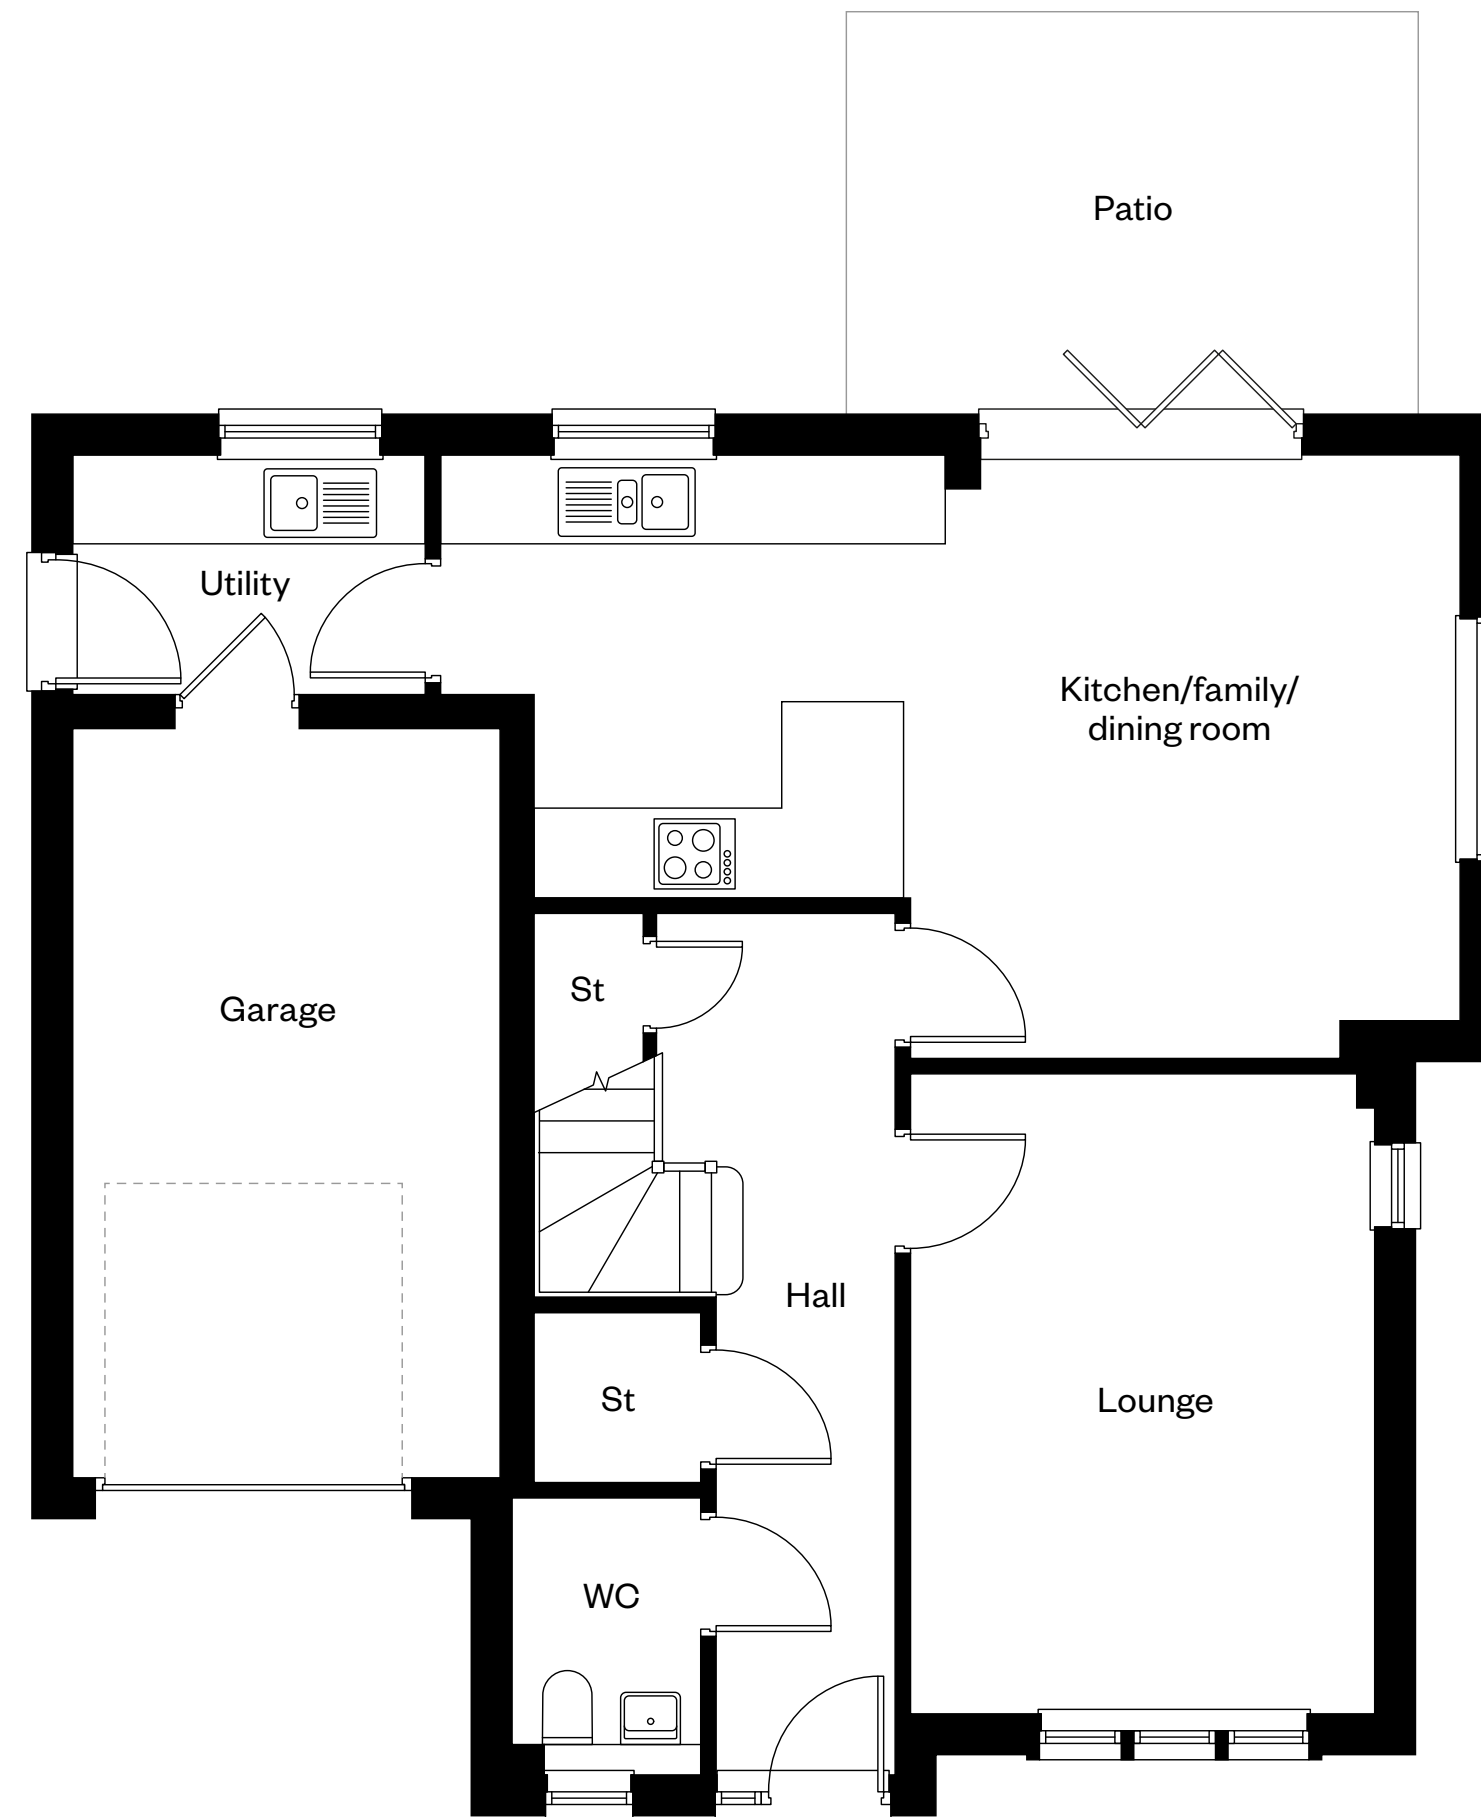 Patio
Utility
Kitchen/family/
dining room
St
Garage
Hall
St
Lounge
WC